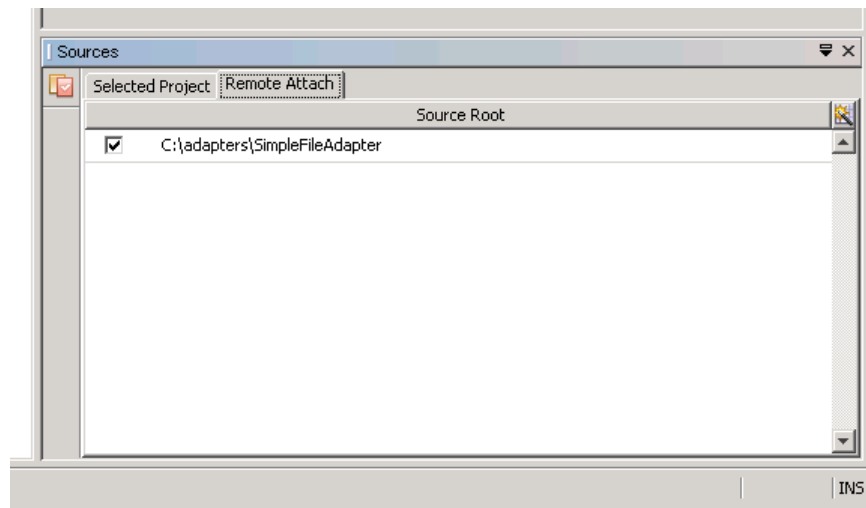 Sources
Selected Project Remote Attach
Source Root
C:\adapters\SimpleFileAdapter
INS